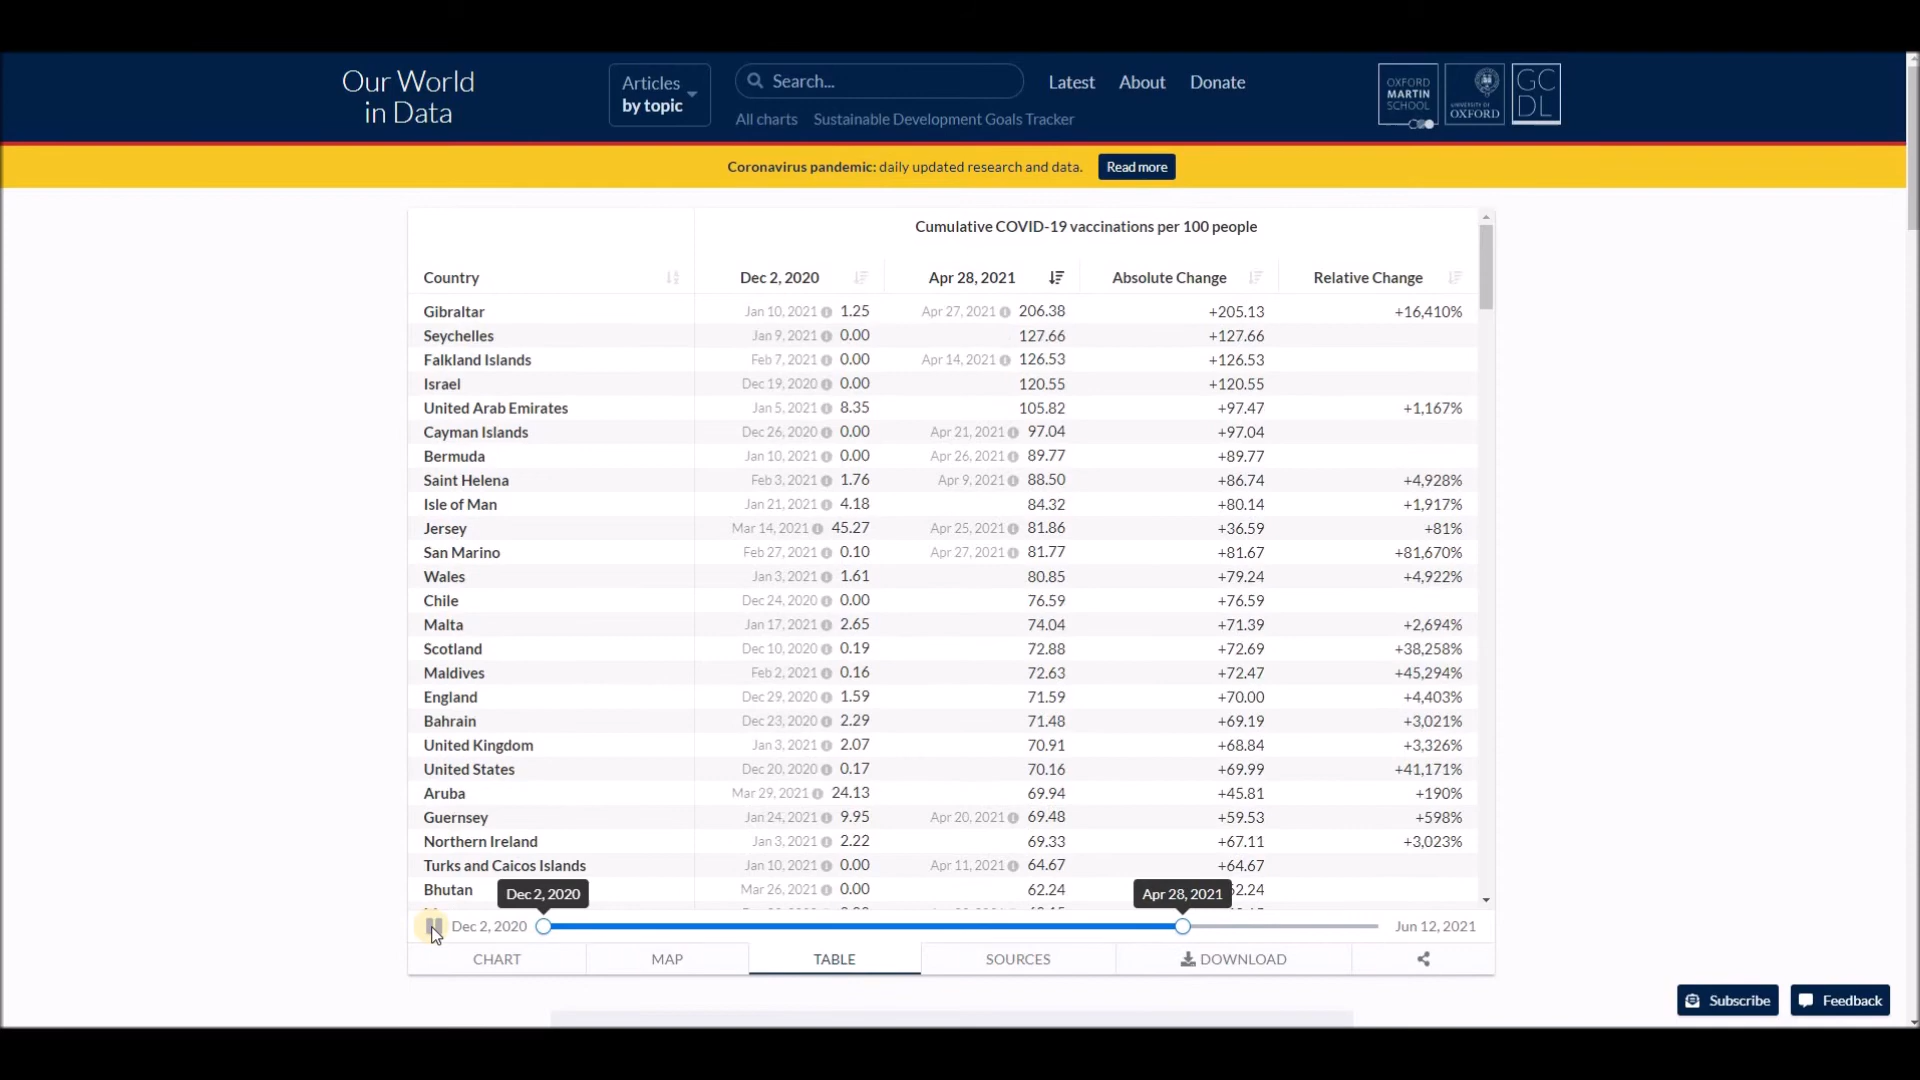 Our World
in Data
Articles
by topic
Search...
Latest About Donate
All charts Sustainable Development Goals Tracker
OXFORD
MARTIN
SCHOOL
UNIVERSITY OF
OXFORD
GC
DL
Coronavirus pandemic: daily updated research and data. Read more
Cumulative COVID-19 vaccinations per 100 people
Country Dec 2, 2020 Apr 28, 2021 Absolute Change Relative Change
Gibraltar Jan 10, 2021 1.25 Apr 27, 2021 206.38 +205.13 +16,410%
Seychelles Jan 9, 2021 0.00 127.66 +127.66
Falkland Islands Feb 7, 2021 0.00 Apr 14, 2021 126.53 +126.53
Israel Dec 19, 2020 0.00 120.55 +120.55
United Arab Emirates Jan 5, 2021 8.35 105.82 +97.47 +1,167%
Cayman Islands Dec 26, 2020 0.00 Apr 21, 2021 97.04 +97.04
Bermuda Jan 10, 2021 0.00 Apr 26, 2021 89.77 +89.77
Saint Helena Feb 3, 2021 1.76 Apr 9, 2021 88.50 +86.74 +4,928%
Isle of Man Jan 21, 2021 4.18 84.32 +80.14 +1,917%
Jersey Mar 14, 2021 45.27 Apr 25, 2021 81.86 +36.59 +81%
San Marino Feb 27, 2021 0.10 Apr 27, 2021 81.77 +81.67 +81,670%
Wales Jan 3, 2021 1.61 80.85 +79.24 +4,922%
Chile Dec 24, 2020 0.00 76.59 +76.59
Malta Jan 17, 2021 2.65 74.04 +71.39 +2,694%
Scotland Dec 10, 2020 0.19 72.88 +72.69 +38,258%
Maldives Feb 2, 2021 0.16 72.63 +72.47 +45,294%
England Dec 29, 2020 1.59 71.59 +70.00 +4,403%
Bahrain Dec 23, 2020 2.29 71.48 +69.19 +3,021%
United Kingdom Jan 3, 2021 2.07 70.91 +68.84 +3,326%
United States Dec 20, 2020 0.17 70.16 +69.99 +41,171%
Aruba Mar 29, 2021 24.13 69.94 +45.81 +190%
Guernsey Jan 24, 2021 9.95 Apr 20, 2021 69.48 +59.53 +598%
Northern Ireland Jan 3, 2021 2.22 69.33 +67.11 +3,023%
Turks and Caicos Islands Jan 10, 2021 0.00 Apr 11, 2021 64.67 +64.67
Bhutan Mar 26, 2021 0.00 62.24 2.24
Dec 2, 2020 Apr 28, 2021
Dec 2, 2020 Jun 12, 2021
CHART MAP TABLE SOURCES DOWNLOAD
Subscribe Feedback